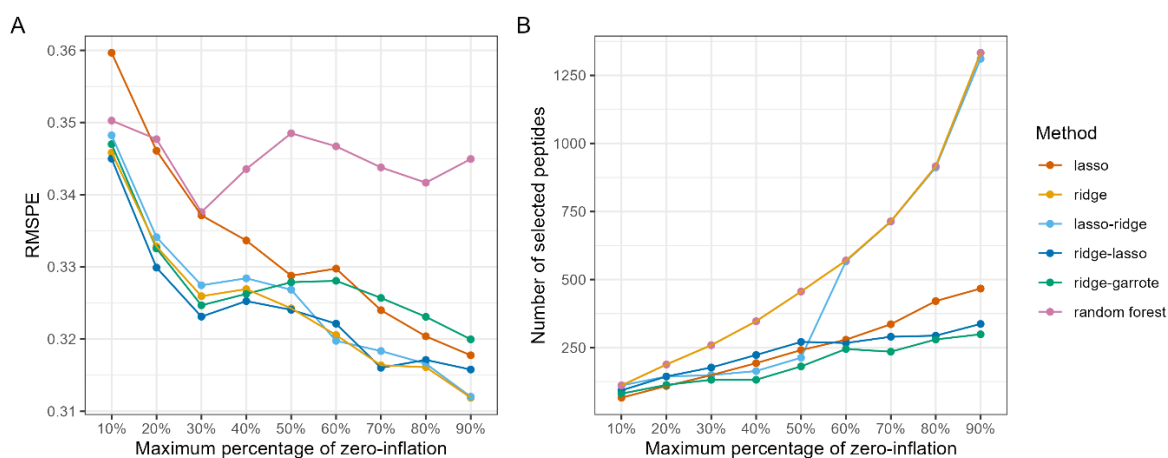 A
RMSPE
0.36
0.35
0.34
0.33
0.32
0.31
10% 20% 30% 40% 50% 60% 70% 80% 90%
Maximum percentage of zero-inflation
B
Number of selected peptides
1250
1000
750
500
250
10% 20% 30% 40% 50% 60% 70% 80% 90%
Maximum percentage of zero-inflation
Method
lasso
ridge
lasso-ridge
ridge-lasso
ridge-garrote
random forest